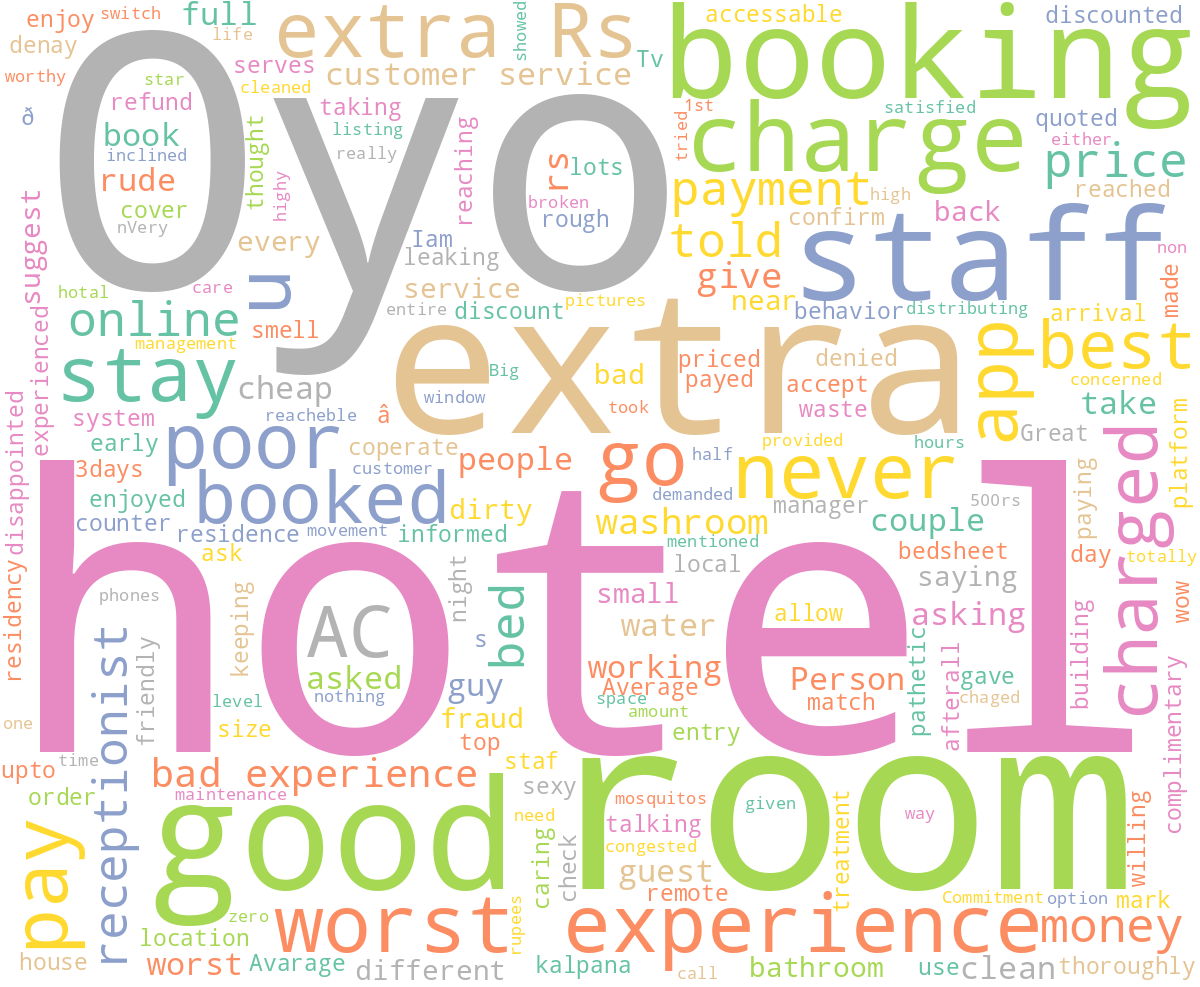 enjoy
switch
full
extra Rs
showed
booking
accessable
discounted
denay
life
Oyo
serves
customer service
Tv
worthy
star
cleaned
refund
taking
1st
charge
satisfied
quoted
ð
book
thought
listing
reaching
tried
either
inclined
really
rs
lots
price
rude
highy
broken
payment
high
reached
suggest
cover
rough
confirm
back
staff
nVery
every
Iam
told
non
u
leaking
give
made
hotal
care
service
pictures
near
behavior
distributing
online
entire
discount
extra
arrival
experienced
management
smell
app
best
stay
cheap
Big
bad
priced
denied
concerned
payed
accept
take
window
took
waste
disappointed
system
reacheble
â
Great
charged
early
poor
coperate
go
provided
hours
platform
3days
customer
people
half
never
paying
enjoyed
booked
dirty
demanded
manager
500rs
counter
washroom
couple
residence
movement
informed
mentioned
bedsheet
day
totally
hotel
ask
local
saying
wow
residency
phones
keeping
night
bed
small
allow
asking
building
receptionist
friendly
AC
s
water
pathetic
afterall
complimentary
asked
guy
working
Person
gave
level
nothing
Average
space
match
chaged
one
size
fraud
amount
entry
upto
time
top
room
bad experience
staf
order
maintenance
good
sexy
mosquitos
given
way
pay
need
talking
treatment
willing
caring
check
congested
guest
zero
worst
rupees
experience
remote
Commitment
option
mark
money
location
house
worst
Avarage
different
kalpana
call
bathroom
use
clean
thoroughly